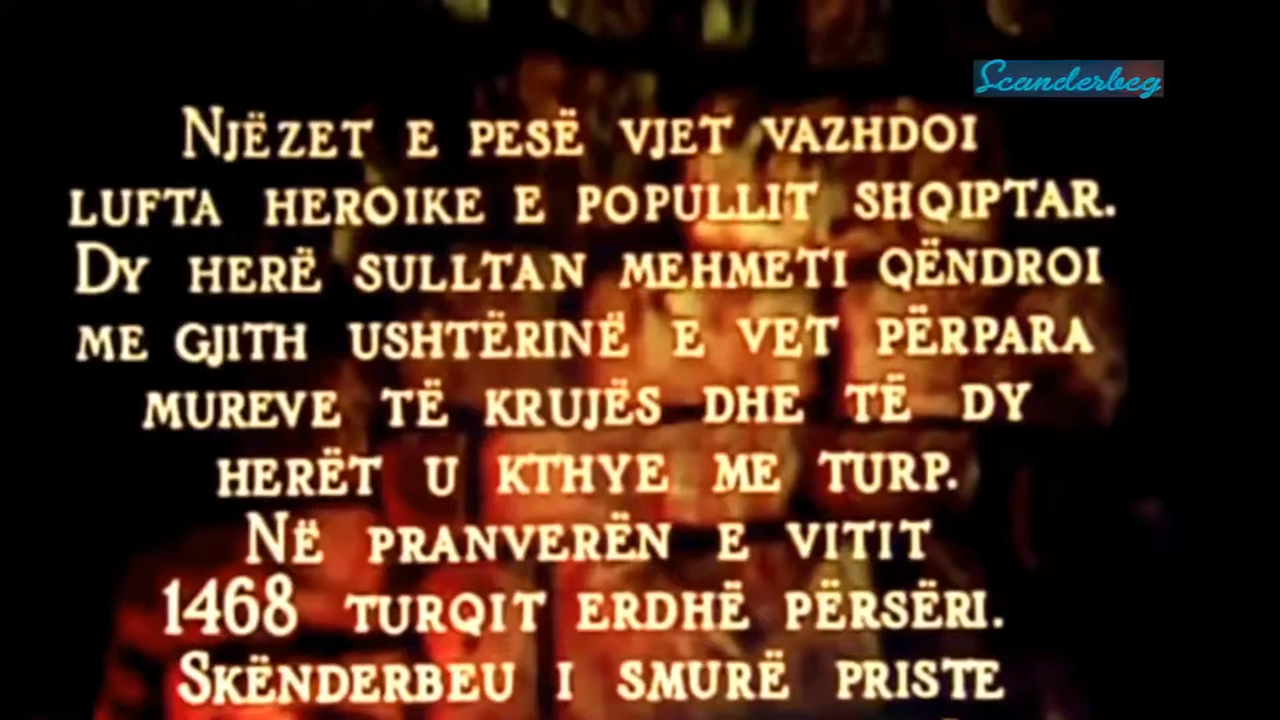 Scanderbeg
NJËZET E PESË VJET VAZHDOI
LUFTA HEROIKE E POPULLIT SHQIPTAR.
DY HERË SULLTAN MEHMETI QËNDROI
ME GJITH USHTËRINË E VET PËRPARA
MUREVE TË KRUJËS DHE TË DY
HERËT U KTHYE ME TURP.
NË PRANVERËN E VITIT
1468 TURQIT ERDHË PËRSËRI.
SKËNDERBEU I SMURË PRISTE